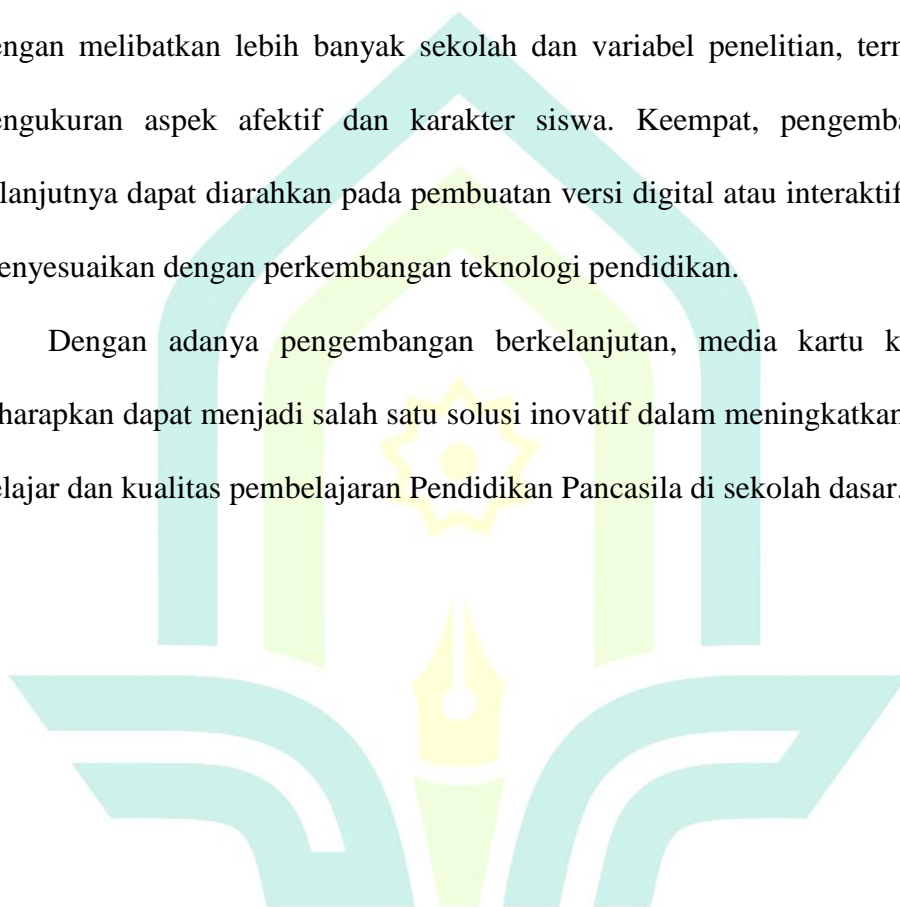 engan melibatkan lebih banyak sekolah dan variabel penelitian, term
engukuran aspek afektif dan karakter siswa. Keempat, pengemba
lanjutnya dapat diarahkan pada pembuatan versi digital atau interaktif
enyesuaikan dengan perkembangan teknologi pendidikan.
Dengan adanya pengembangan berkelanjutan, media kartu k
harapkan dapat menjadi salah satu solusi inovatif dalam meningkatkan
elajar dan kualitas pembelajaran Pendidikan Pancasila di sekolah dasar.